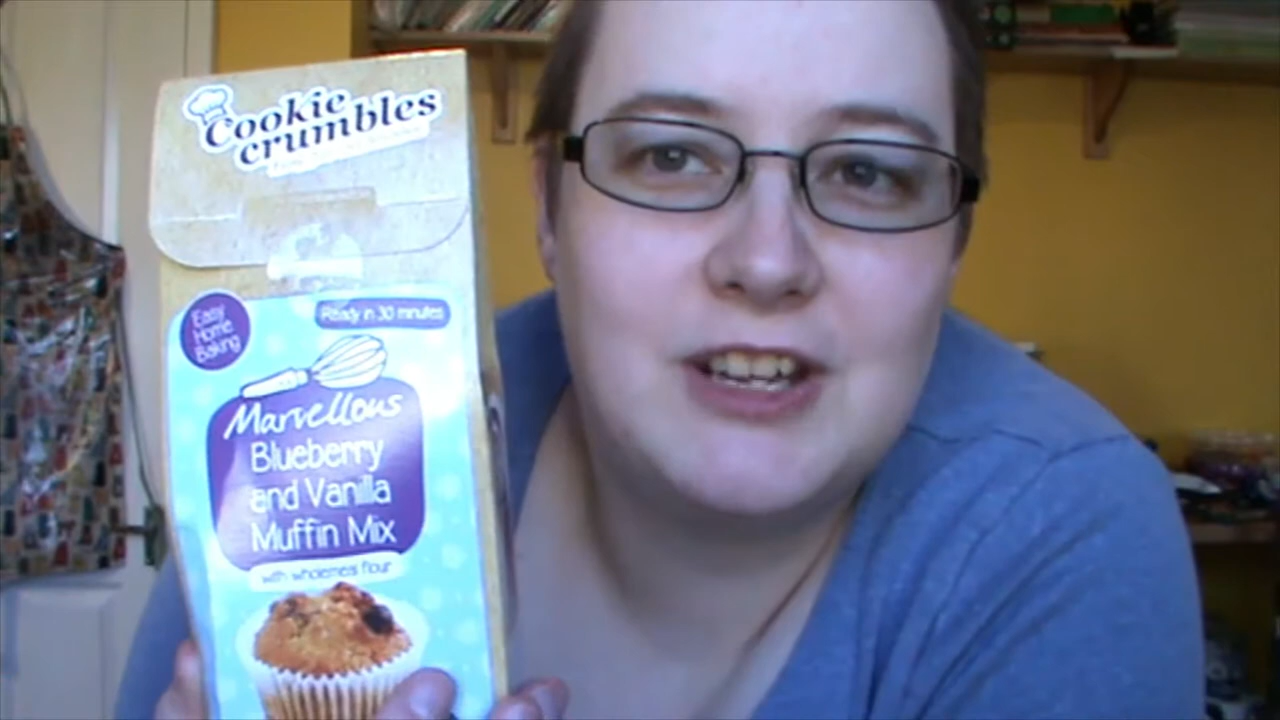 Cookie
crumbles
Easy
Home
Baking
Ready in 30 minutes
Marvellous
Blueberry
and Vanilla
Muffin Mix
with wholemeal flour